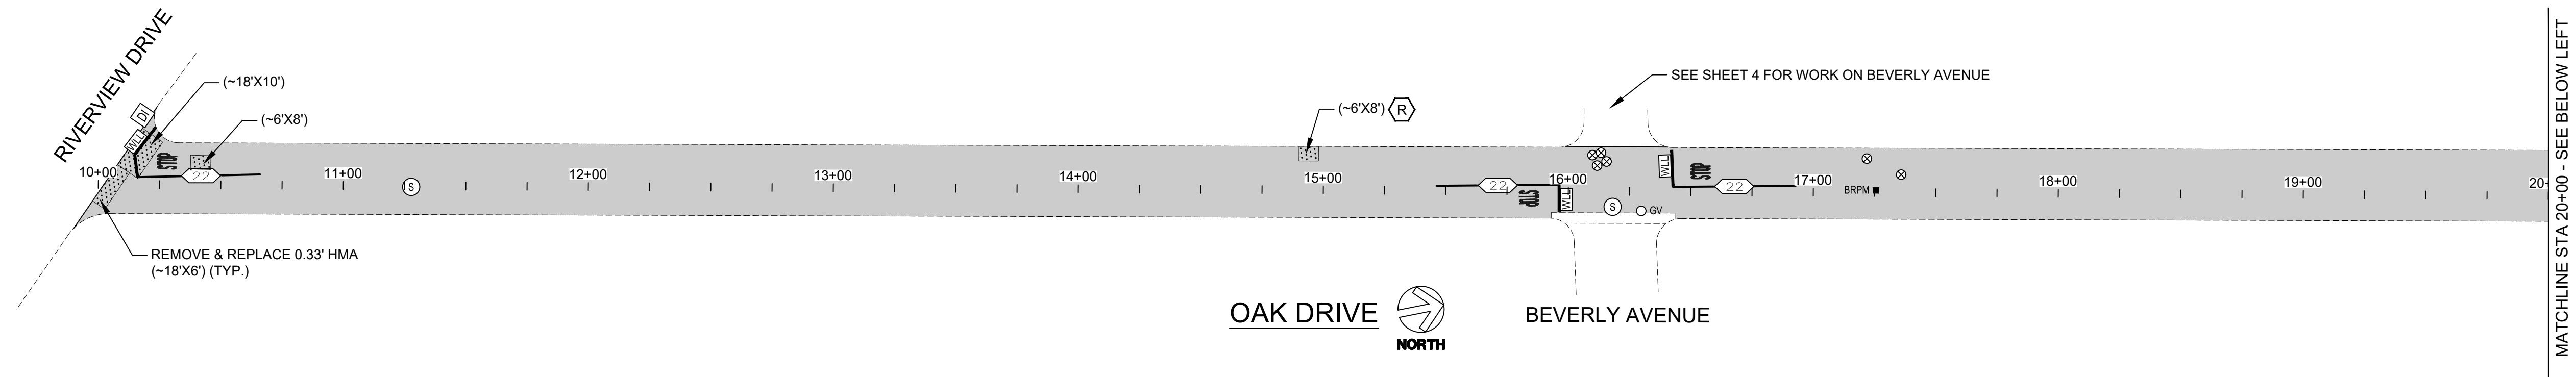 RIVERVIEW DRIVE
DI
WLL
STOP
(~18'X10')
(~6'X8')
22
10+00
11+00
S
12+00
13+00
14+00
(~6'X8') R
15+00
SEE SHEET 4 FOR WORK ON BEVERLY AVENUE
22
STOP
WLL
16+00
S
GV
WLL
STOP
22
17+00
BRPM
18+00
19+00
20+
MATCHLINE STA 20+00 - SEE BELOW LEFT
REMOVE & REPLACE 0.33' HMA
(~18'X6') (TYP.)
OAK DRIVE
NORTH
BEVERLY AVENUE